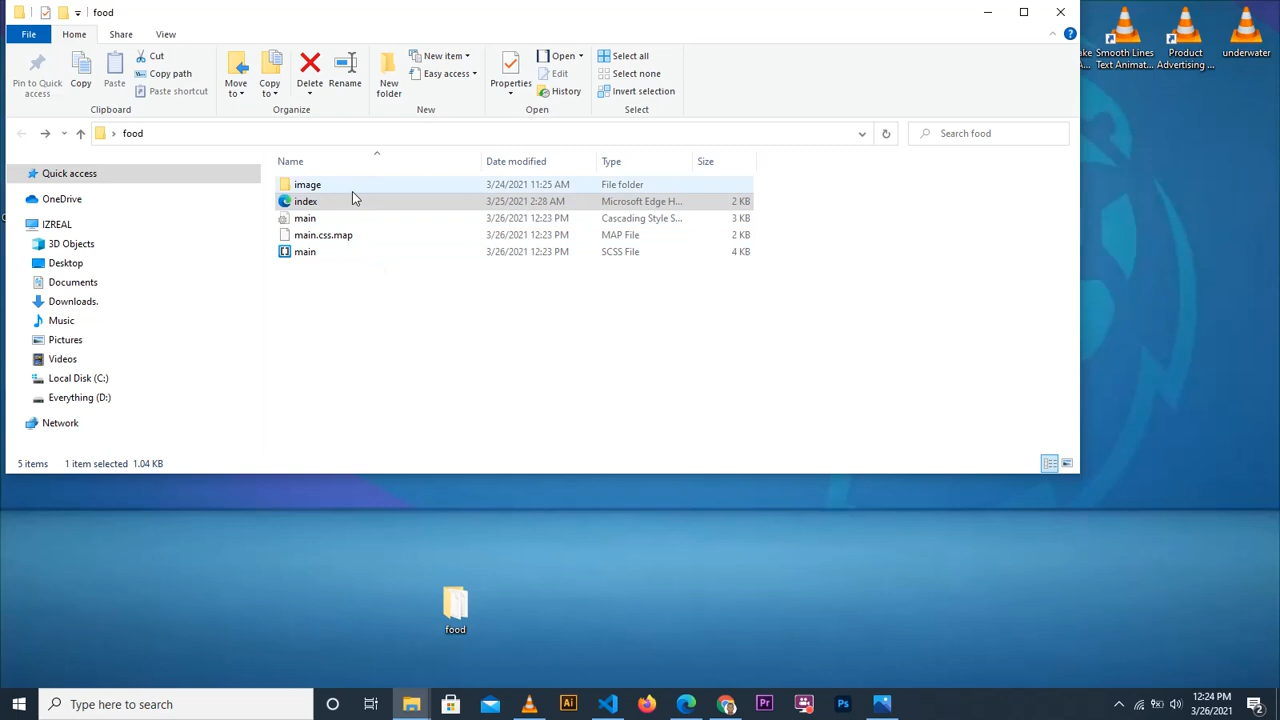 food
File
Home
Share
View
Pin to Quick access
Copy
Paste
Cut
Copy path
Paste shortcut
Clipboard
Move to
Copy to
Delete
Rename
Organize
New folder
New item
Easy access
New
Properties
Open
Edit
History
Open
Select all
Select none
Invert selection
Select
food
Search food
Name
Date modified
Type
Size
image 3/24/2021 11:25 AM File folder
index 3/25/2021 2:28 AM Microsoft Edge H... 2 KB
main 3/26/2021 12:23 PM Cascading Style S... 3 KB
main.css.map 3/26/2021 12:23 PM MAP File 2 KB
main 3/26/2021 12:23 PM SCSS File 4 KB
Quick access
OneDrive
IZREAL
3D Objects
Desktop
Documents
Downloads.
Music
Pictures
Videos
Local Disk (C:)
Everything (D:)
Network
5 items
1 item selected 1.04 KB
Smooth Lines
Text Animat...
Product
Advertising ...
underwater
food
Type here to search
Ai
Pr
Ps
12:24 PM
3/26/2021
2